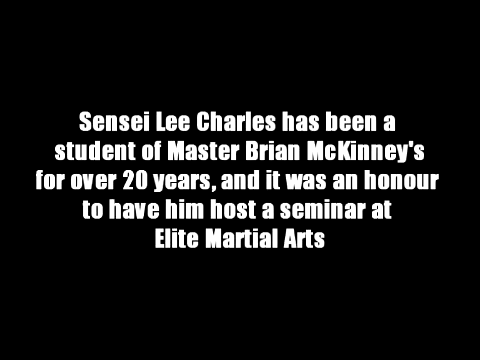 Sensei Lee Charles has been a
student of Master Brian McKinney's
for over 20 years, and it was an honour
to have him host a seminar at
Elite Martial Arts